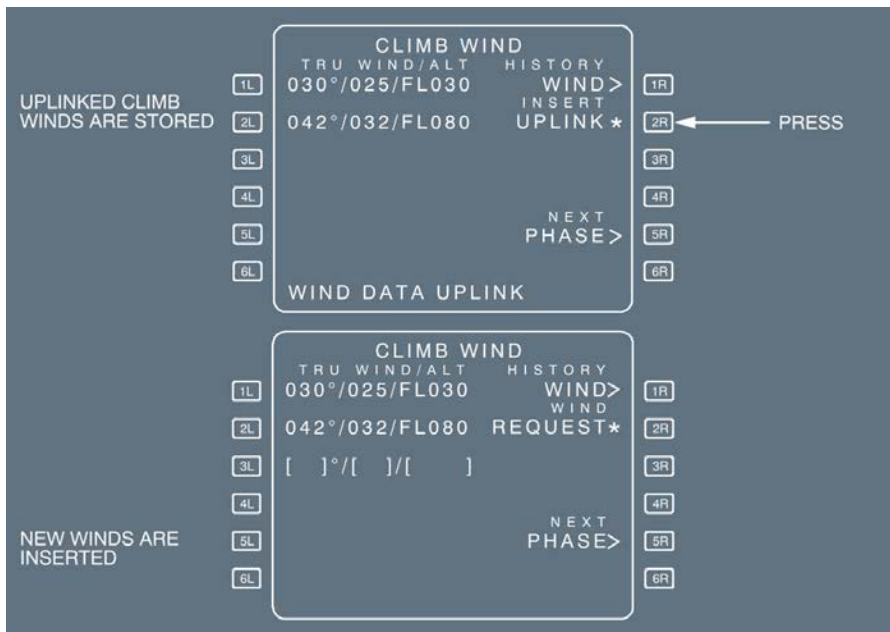 CLIMB WIND
TRU WIND/ALT HISTORY
1L 030°/025/FL030 WIND> 1R
INSERT
UPLINKED CLIMB
WINDS ARE STORED 2L 042°/032/FL080 UPLINK * 2R PRESS
3L 3R
4L 4R
NEXT
5L PHASE> 5R
6L 6R
WIND DATA UPLINK
CLIMB WIND
TRU WIND/ALT HISTORY
1L 030°/025/FL030 WIND> 1R
WIND
2L 042°/032/FL080 REQUEST* 2R
3L [ ]°/[ ]/[ ] 3R
4L 4R
NEXT
NEW WINDS ARE
INSERTED 5L PHASE> 5R
6L 6R